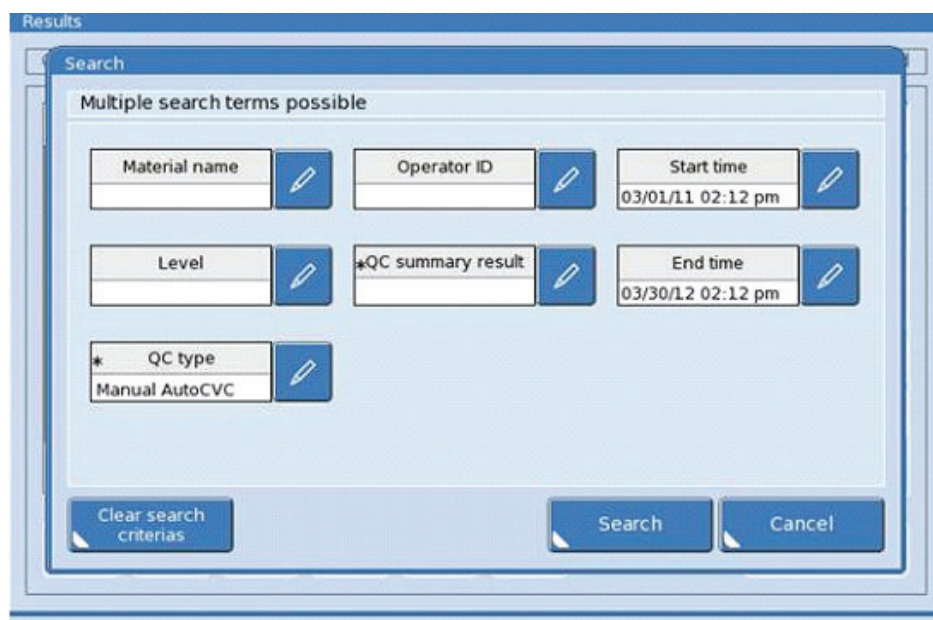 Results
Search
Multiple search terms possible
Material name
Operator ID
Start time
03/01/11 02:12 pm
Level
*QC summary result
End time
03/30/12 02:12 pm
* QC type
Manual AutoCVC
Clear search
criterias
Search
Cancel